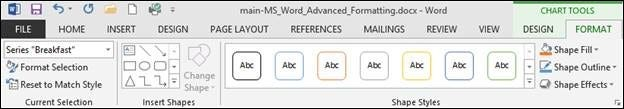 main-MS_Word_Advanced_Formatting.docx - Word
CHART TOOLS
FILE HOME INSERT DESIGN PAGE LAYOUT REFERENCES MAILINGS REVIEW VIEW DESIGN FORMAT
Series "Breakfast"
Format Selection
Reset to Match Style
Current Selection
Change
Shape
Insert Shapes
Abc Abc Abc Abc Abc Abc Abc
Shape Styles
Shape Fill
Shape Outline
Shape Effects